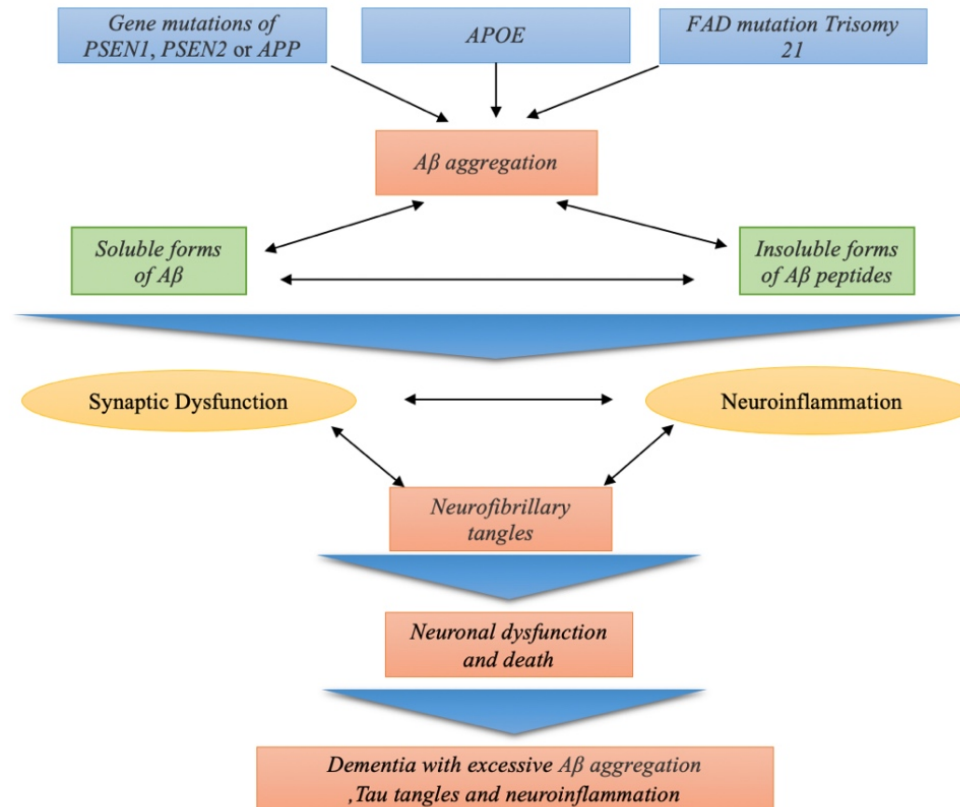 Gene mutations of
PSEN1, PSEN2 or APP
APOE
FAD mutation Trisomy
21
Aβ aggregation
Soluble forms
of Aβ
Insoluble forms
of Aβ peptides
Synaptic Dysfunction
Neuroinflammation
Neurofibrillary
tangles
Neuronal dysfunction
and death
Dementia with excessive Aβ aggregation
,Tau tangles and neuroinflammation